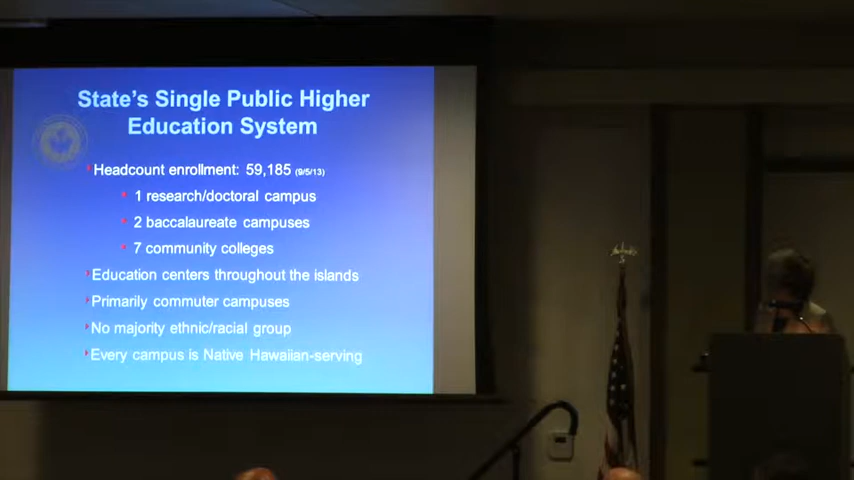 State's Single Public Higher
Education System
Headcount enrollment: 59,185 (9/5/13)
1 research/doctoral campus
2 baccalaureate campuses
7 community colleges
Education centers throughout the islands
Primarily commuter campuses
No majority ethnic/racial group
Every campus is Native Hawaiian-serving